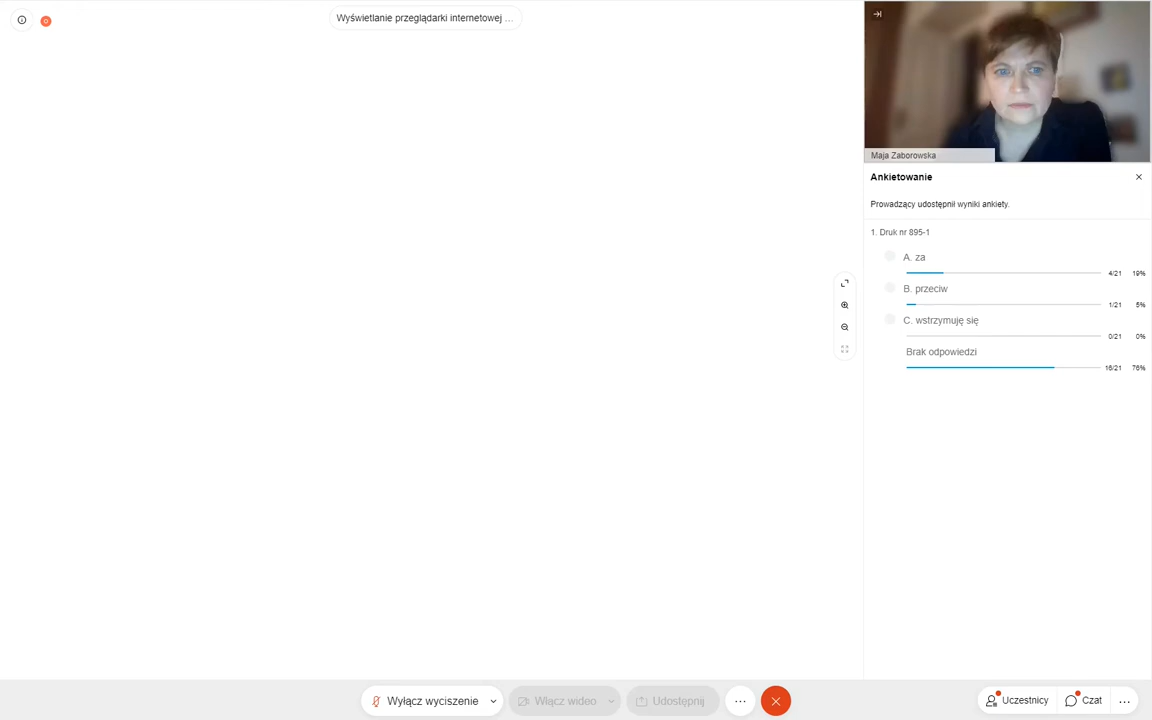 Wyświetlanie przeglądarki internetowej ...
Maja Zaborowska
Ankietowanie
Prowadzący udostępnił wyniki ankiety.
1. Druk nr 895-1
A. za
4/21 19%
B. przeciw
1/21 5%
C. wstrzymuję się
0/21 0%
Brak odpowiedzi
16/21 76%
Wyłącz wyciszenie
Włącz wideo
Udostępnij
Uczestnicy
Czat